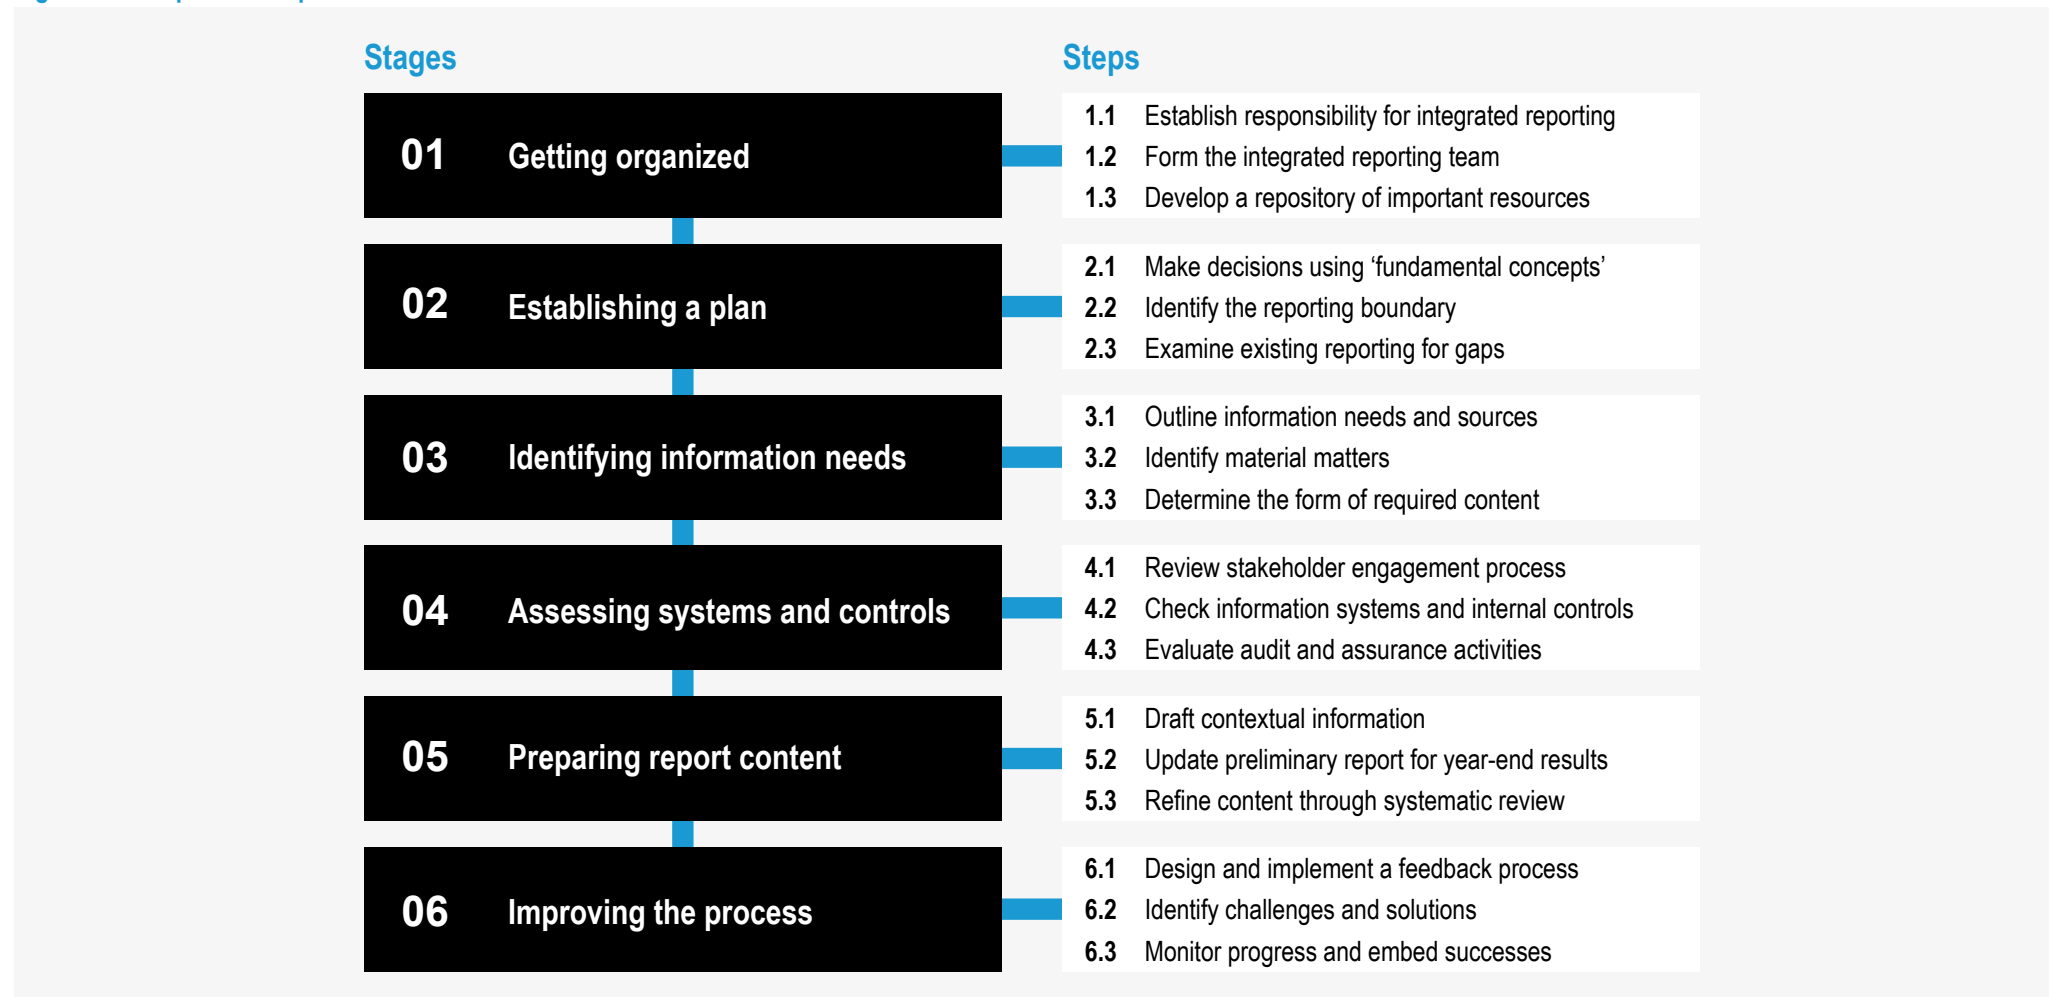 Stages
Steps
01 Getting organized
1.1 Establish responsibility for integrated reporting
1.2 Form the integrated reporting team
1.3 Develop a repository of important resources
02 Establishing a plan
2.1 Make decisions using ‘fundamental concepts’
2.2 Identify the reporting boundary
2.3 Examine existing reporting for gaps
03 Identifying information needs
3.1 Outline information needs and sources
3.2 Identify material matters
3.3 Determine the form of required content
04 Assessing systems and controls
4.1 Review stakeholder engagement process
4.2 Check information systems and internal controls
4.3 Evaluate audit and assurance activities
05 Preparing report content
5.1 Draft contextual information
5.2 Update preliminary report for year-end results
5.3 Refine content through systematic review
06 Improving the process
6.1 Design and implement a feedback process
6.2 Identify challenges and solutions
6.3 Monitor progress and embed successes